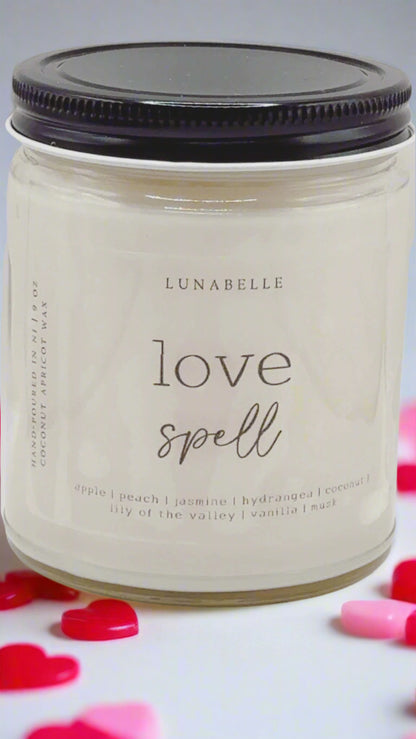 LUNABELLE
love
spell
apple | peach | jasmine | hydrangea | coconut |
lily of the valley | vanilla | musk
HAND-POURED IN NJ | 9 OZ
COCONUT APRICOT WAX